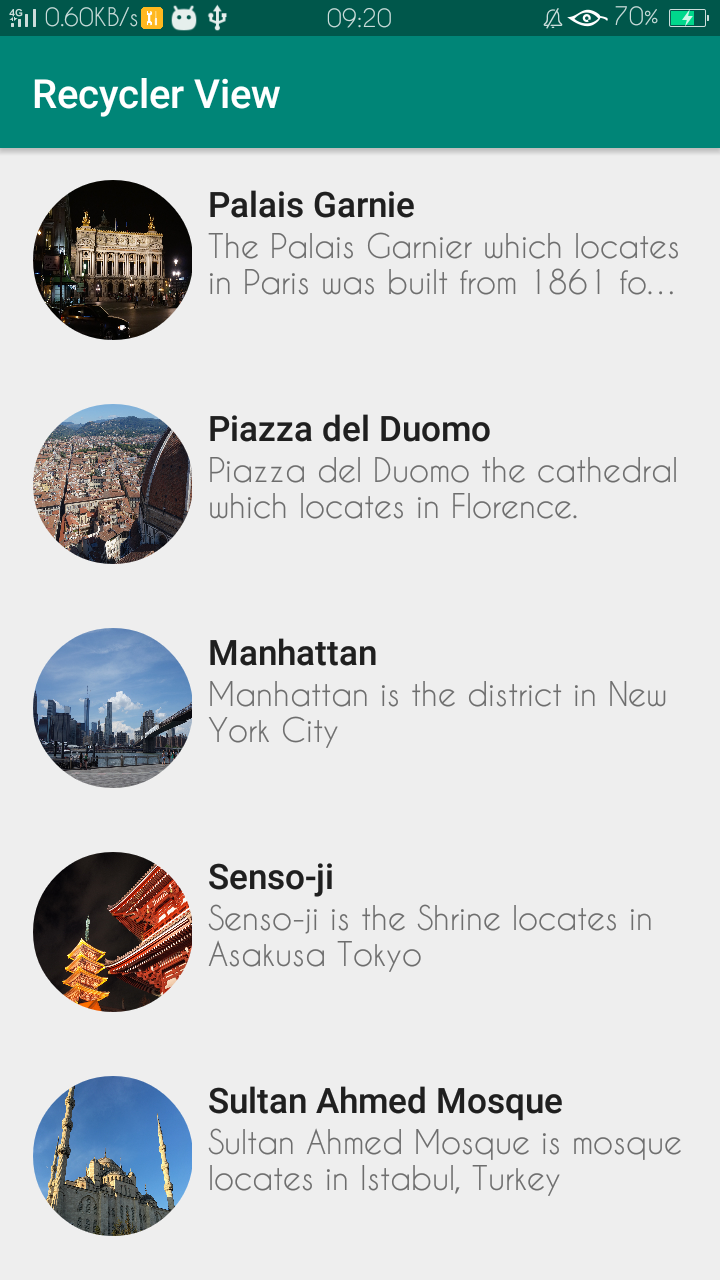 4G 0.60KB/s 09:20 70%
Recycler View
Palais Garnie
The Palais Garnier which locates
in Paris was built from 1861 fo...
Piazza del Duomo
Piazza del Duomo the cathedral
which locates in Florence.
Manhattan
Manhattan is the district in New
York City
Senso-ji
Senso-ji is the Shrine locates in
Asakusa Tokyo
Sultan Ahmed Mosque
Sultan Ahmed Mosque is mosque
locates in Istabul, Turkey